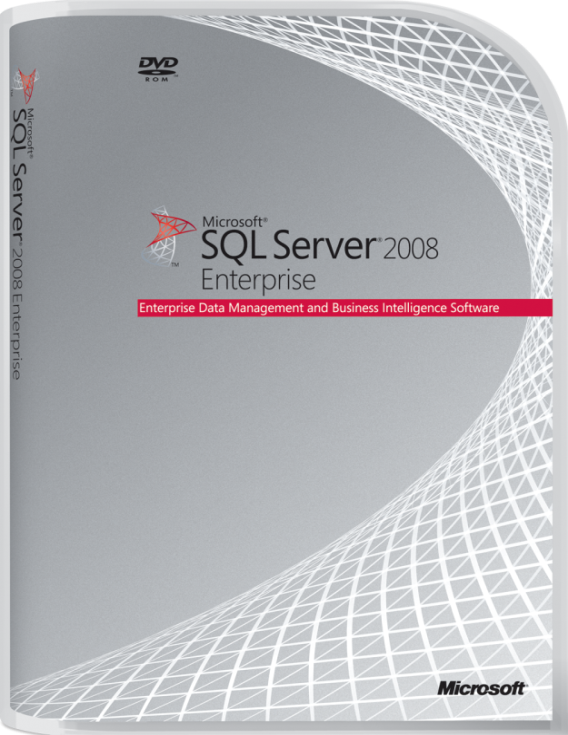 DVD
ROM
Microsoft®
SQL Server® 2008 Enterprise
Microsoft®
SQL Server® 2008
Enterprise
™
Enterprise Data Management and Business Intelligence Software
Microsoft®